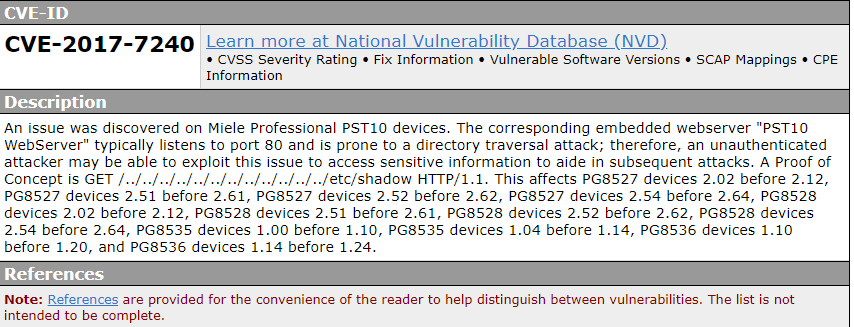 CVE-ID
CVE-2017-7240
Learn more at National Vulnerability Database (NVD)
• CVSS Severity Rating • Fix Information • Vulnerable Software Versions • SCAP Mappings • CPE
Information
Description
An issue was discovered on Miele Professional PST10 devices. The corresponding embedded webserver "PST10
WebServer" typically listens to port 80 and is prone to a directory traversal attack; therefore, an unauthenticated
attacker may be able to exploit this issue to access sensitive information to aide in subsequent attacks. A Proof of
Concept is GET /../../../../../../../../../../../../etc/shadow HTTP/1.1. This affects PG8527 devices 2.02 before 2.12,
PG8527 devices 2.51 before 2.61, PG8527 devices 2.52 before 2.62, PG8527 devices 2.54 before 2.64, PG8528
devices 2.02 before 2.12, PG8528 devices 2.51 before 2.61, PG8528 devices 2.52 before 2.62, PG8528 devices
2.54 before 2.64, PG8535 devices 1.00 before 1.10, PG8535 devices 1.04 before 1.14, PG8536 devices 1.10
before 1.20, and PG8536 devices 1.14 before 1.24.
References
Note: References are provided for the convenience of the reader to help distinguish between vulnerabilities. The list is not
intended to be complete.